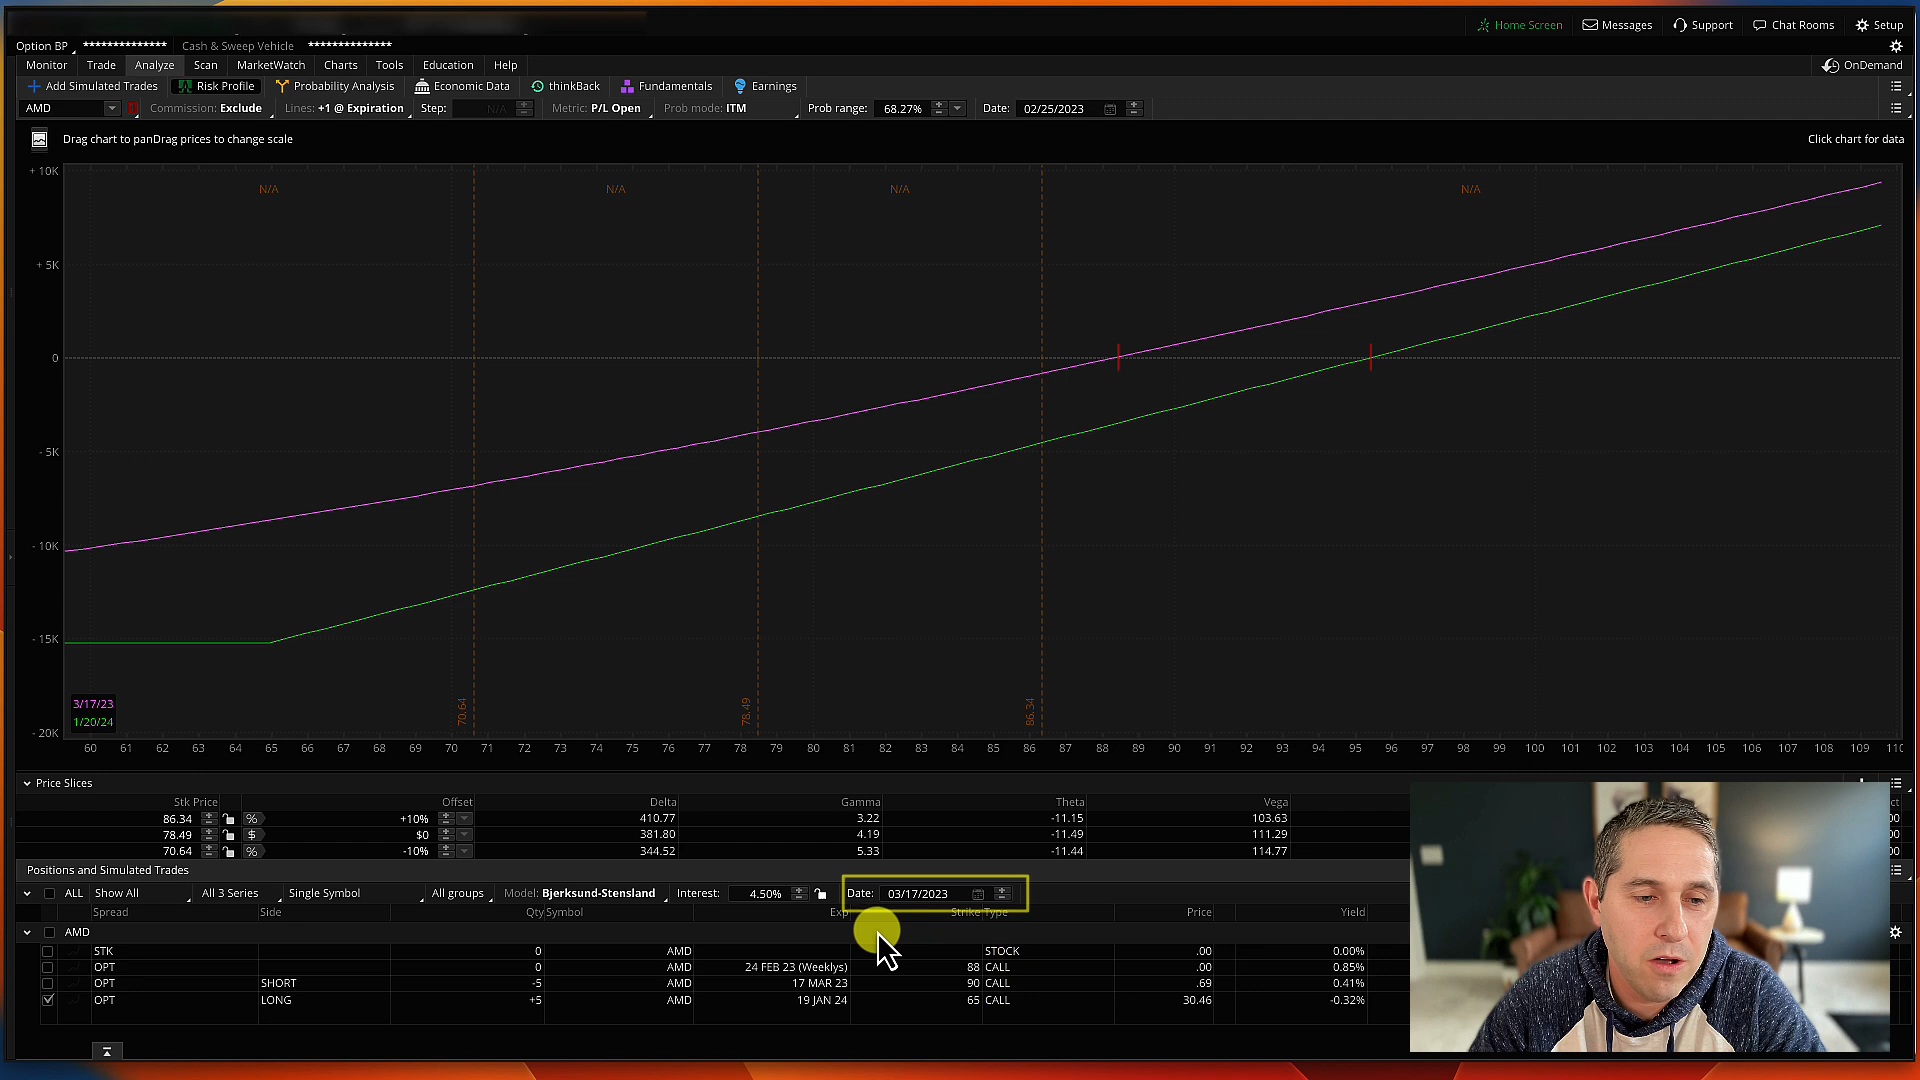 Home Screen Messages Support Chat Rooms Setup
Option BP ************** Cash & Sweep Vehicle **************
Monitor Trade Analyze Scan MarketWatch Charts Tools Education Help OnDemand
Add Simulated Trades Risk Profile Probability Analysis Economic Data thinkBack Fundamentals Earnings
AMD Commission: Exclude Lines: +1 @ Expiration Step: N/A Metric: P/L Open Prob mode: ITM Prob range: 68.27% Date: 02/25/2023
Drag chart to panDrag prices to change scale Click chart for data
+ 10K
N/A N/A N/A N/A
+ 5K
0
- 5K
- 10K
- 15K
70.64 78.49 86.34
3/17/23
1/20/24
- 20K
60 61 62 63 64 65 66 67 68 69 70 71 72 73 74 75 76 77 78 79 80 81 82 83 84 85 86 87 88 89 90 91 92 93 94 95 96 97 98 99 100 101 102 103 104 105 106 107 108 109 110
Price Slices
Stk Price Offset Delta Gamma Theta Vega
86.34 % +10% 410.77 3.22 -11.15 103.63
78.49 $ $0 381.80 4.19 -11.49 111.29
70.64 % -10% 344.52 5.33 -11.44 114.77
Positions and Simulated Trades
ALL Show All All 3 Series Single Symbol All groups Model: Bjerksund-Stensland Interest: 4.50% Date: 03/17/2023
Spread Side Qty Symbol Exp Strike Type Price Yield
AMD
STK 0 AMD STOCK .00 0.00%
OPT 0 AMD 24 FEB 23 (Weeklys) 88 CALL .00 0.85%
OPT SHORT -5 AMD 17 MAR 23 90 CALL .69 0.41%
OPT LONG +5 AMD 19 JAN 24 65 CALL 30.46 -0.32%